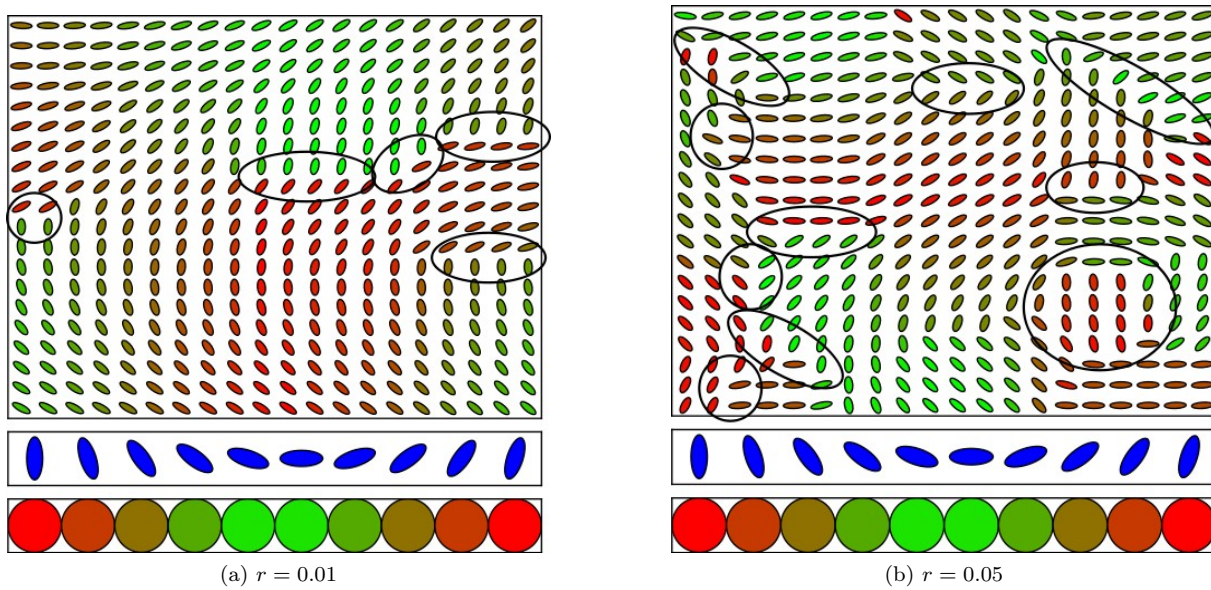 (a) r = 0.01
(b) r = 0.05